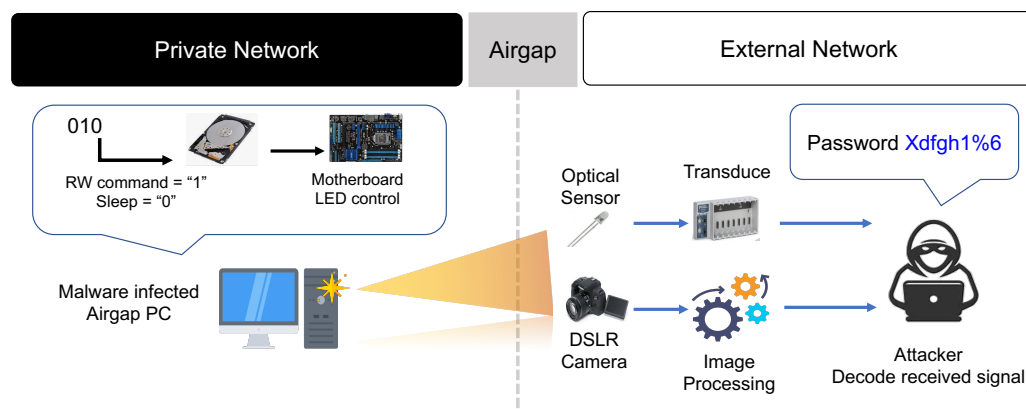 Private Network
Airgap
External Network
010
RW command = “1”
Sleep = “0”
Motherboard
LED control
Malware infected
Airgap PC
Optical
Sensor
Transduce
Password Xdfgh1%6
DSLR
Camera
Image
Processing
Attacker
Decode received signal